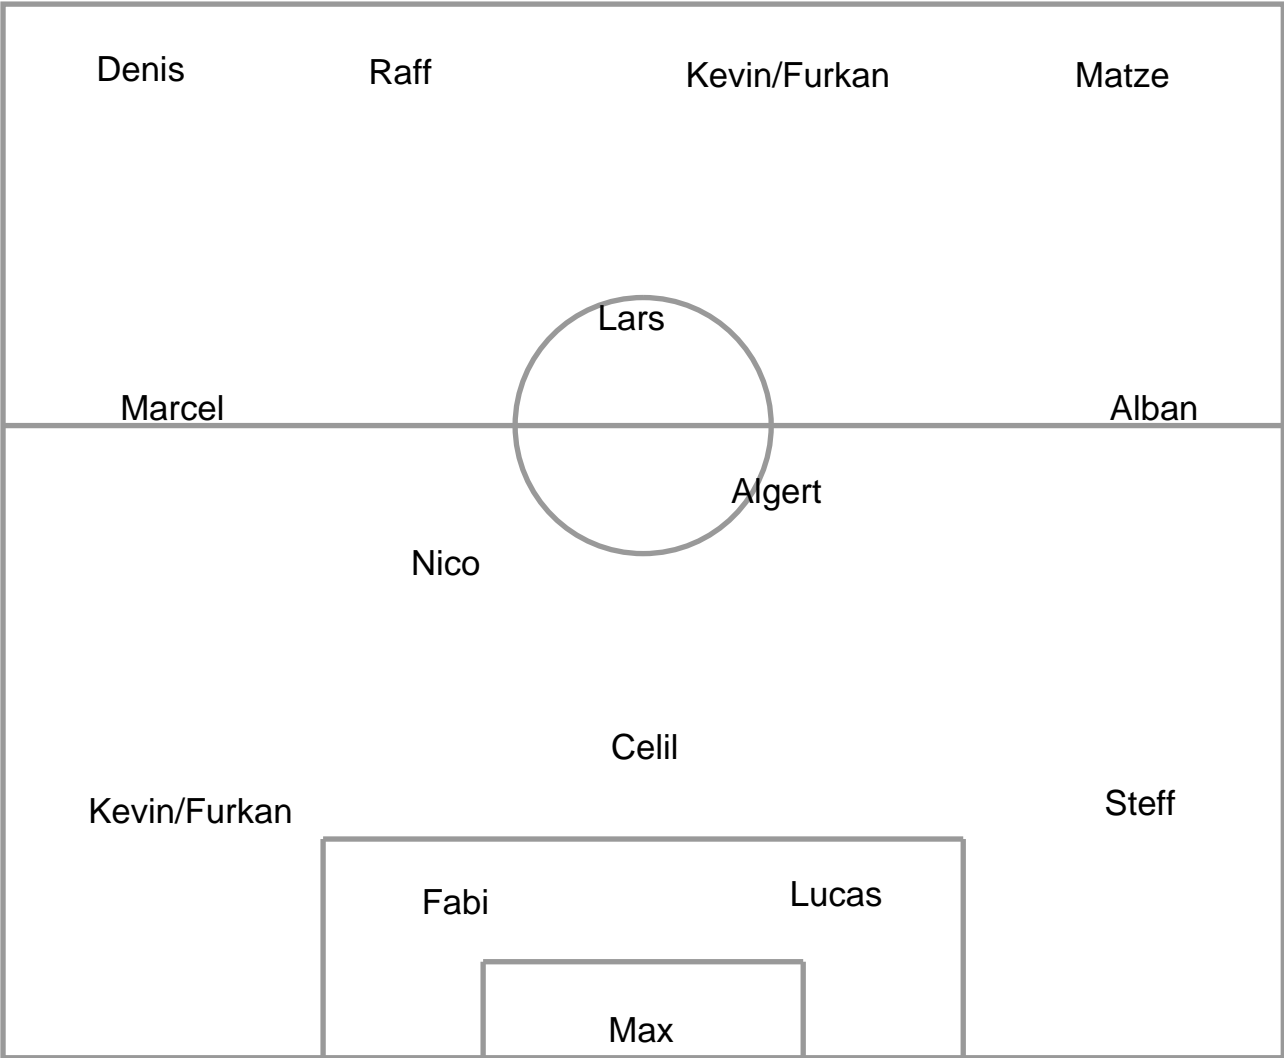 Denis
Raff
Kevin/Furkan
Matze
Lars
Marcel
Alban
Algert
Nico
Celil
Kevin/Furkan
Steff
Fabi
Lucas
Max